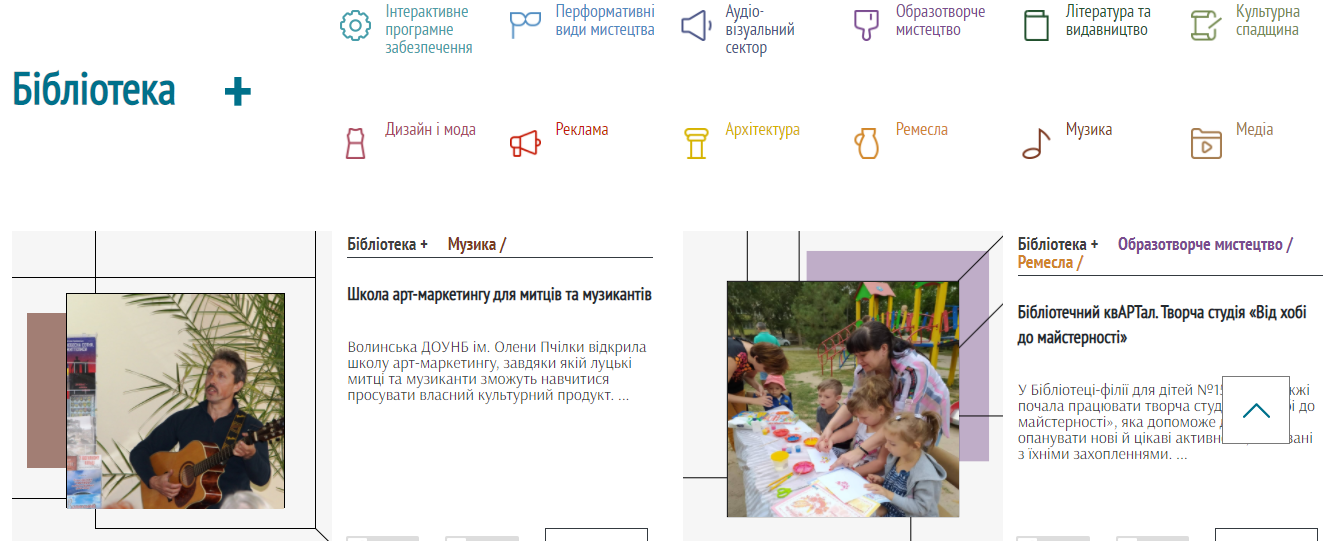 Інтерактивне
програмне
забезпечення
Перформативні
види мистецтва
Аудіо-
візуальний
сектор
Образотворче
мистецтво
Література та
видавництво
Культурна
спадщина
Бібліотека +
Дизайн і мода
Реклама
Архітектура
Ремесла
Музика
Медіа
Бібліотека + Музика /
Школа арт-маркетингу для митців та музикантів
Волинська ДОУНБ ім. Олени Пчілки відкрила
школу арт-маркетингу, завдяки якій луцькі
митці та музиканти зможуть навчитися
просувати власний культурний продукт. ...
Бібліотека + Образотворче мистецтво /
Ремесла /
Бібліотечний квАРТал. Творча студія «Від хобі
до майстерності»
У Бібліотеці-філії для дітей
почала працювати творча до
майстерності», яка допоможе
опанувати нові й цікаві
з їхніми захопленнями. ...